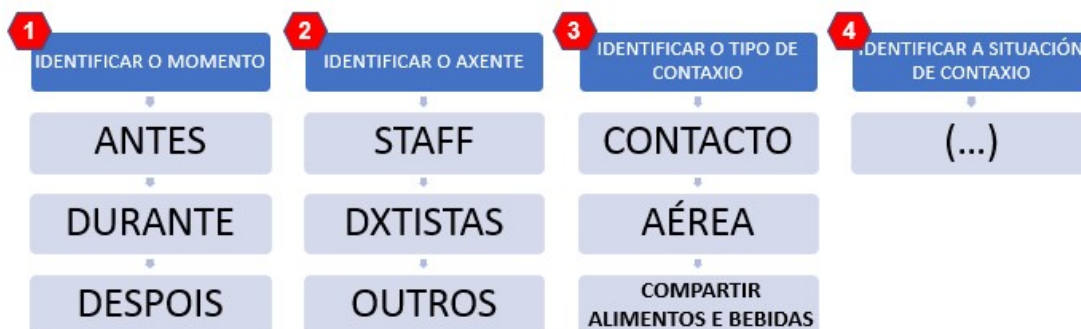 1
IDENTIFICAR O MOMENTO
ANTES
DURANTE
DESPOIS
2
IDENTIFICAR O AXENTE
STAFF
DXTISTAS
OUTROS
3
IDENTIFICAR O TIPO DE
CONTAXIO
CONTACTO
AÉREA
COMPARTIR
ALIMENTOS E BEBIDAS
4
IDENTIFICAR A SITUACIÓN
DE CONTAXIO
(...)